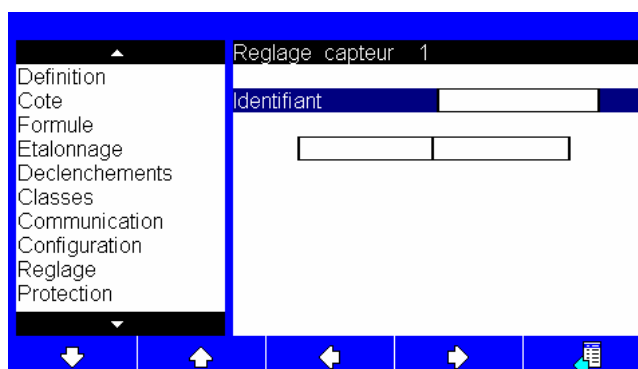 Definition
Cote
Formule
Etalonnage
Declenchements
Classes
Communication
Configuration
Reglage
Protection
Reglage capteur 1
Identifiant